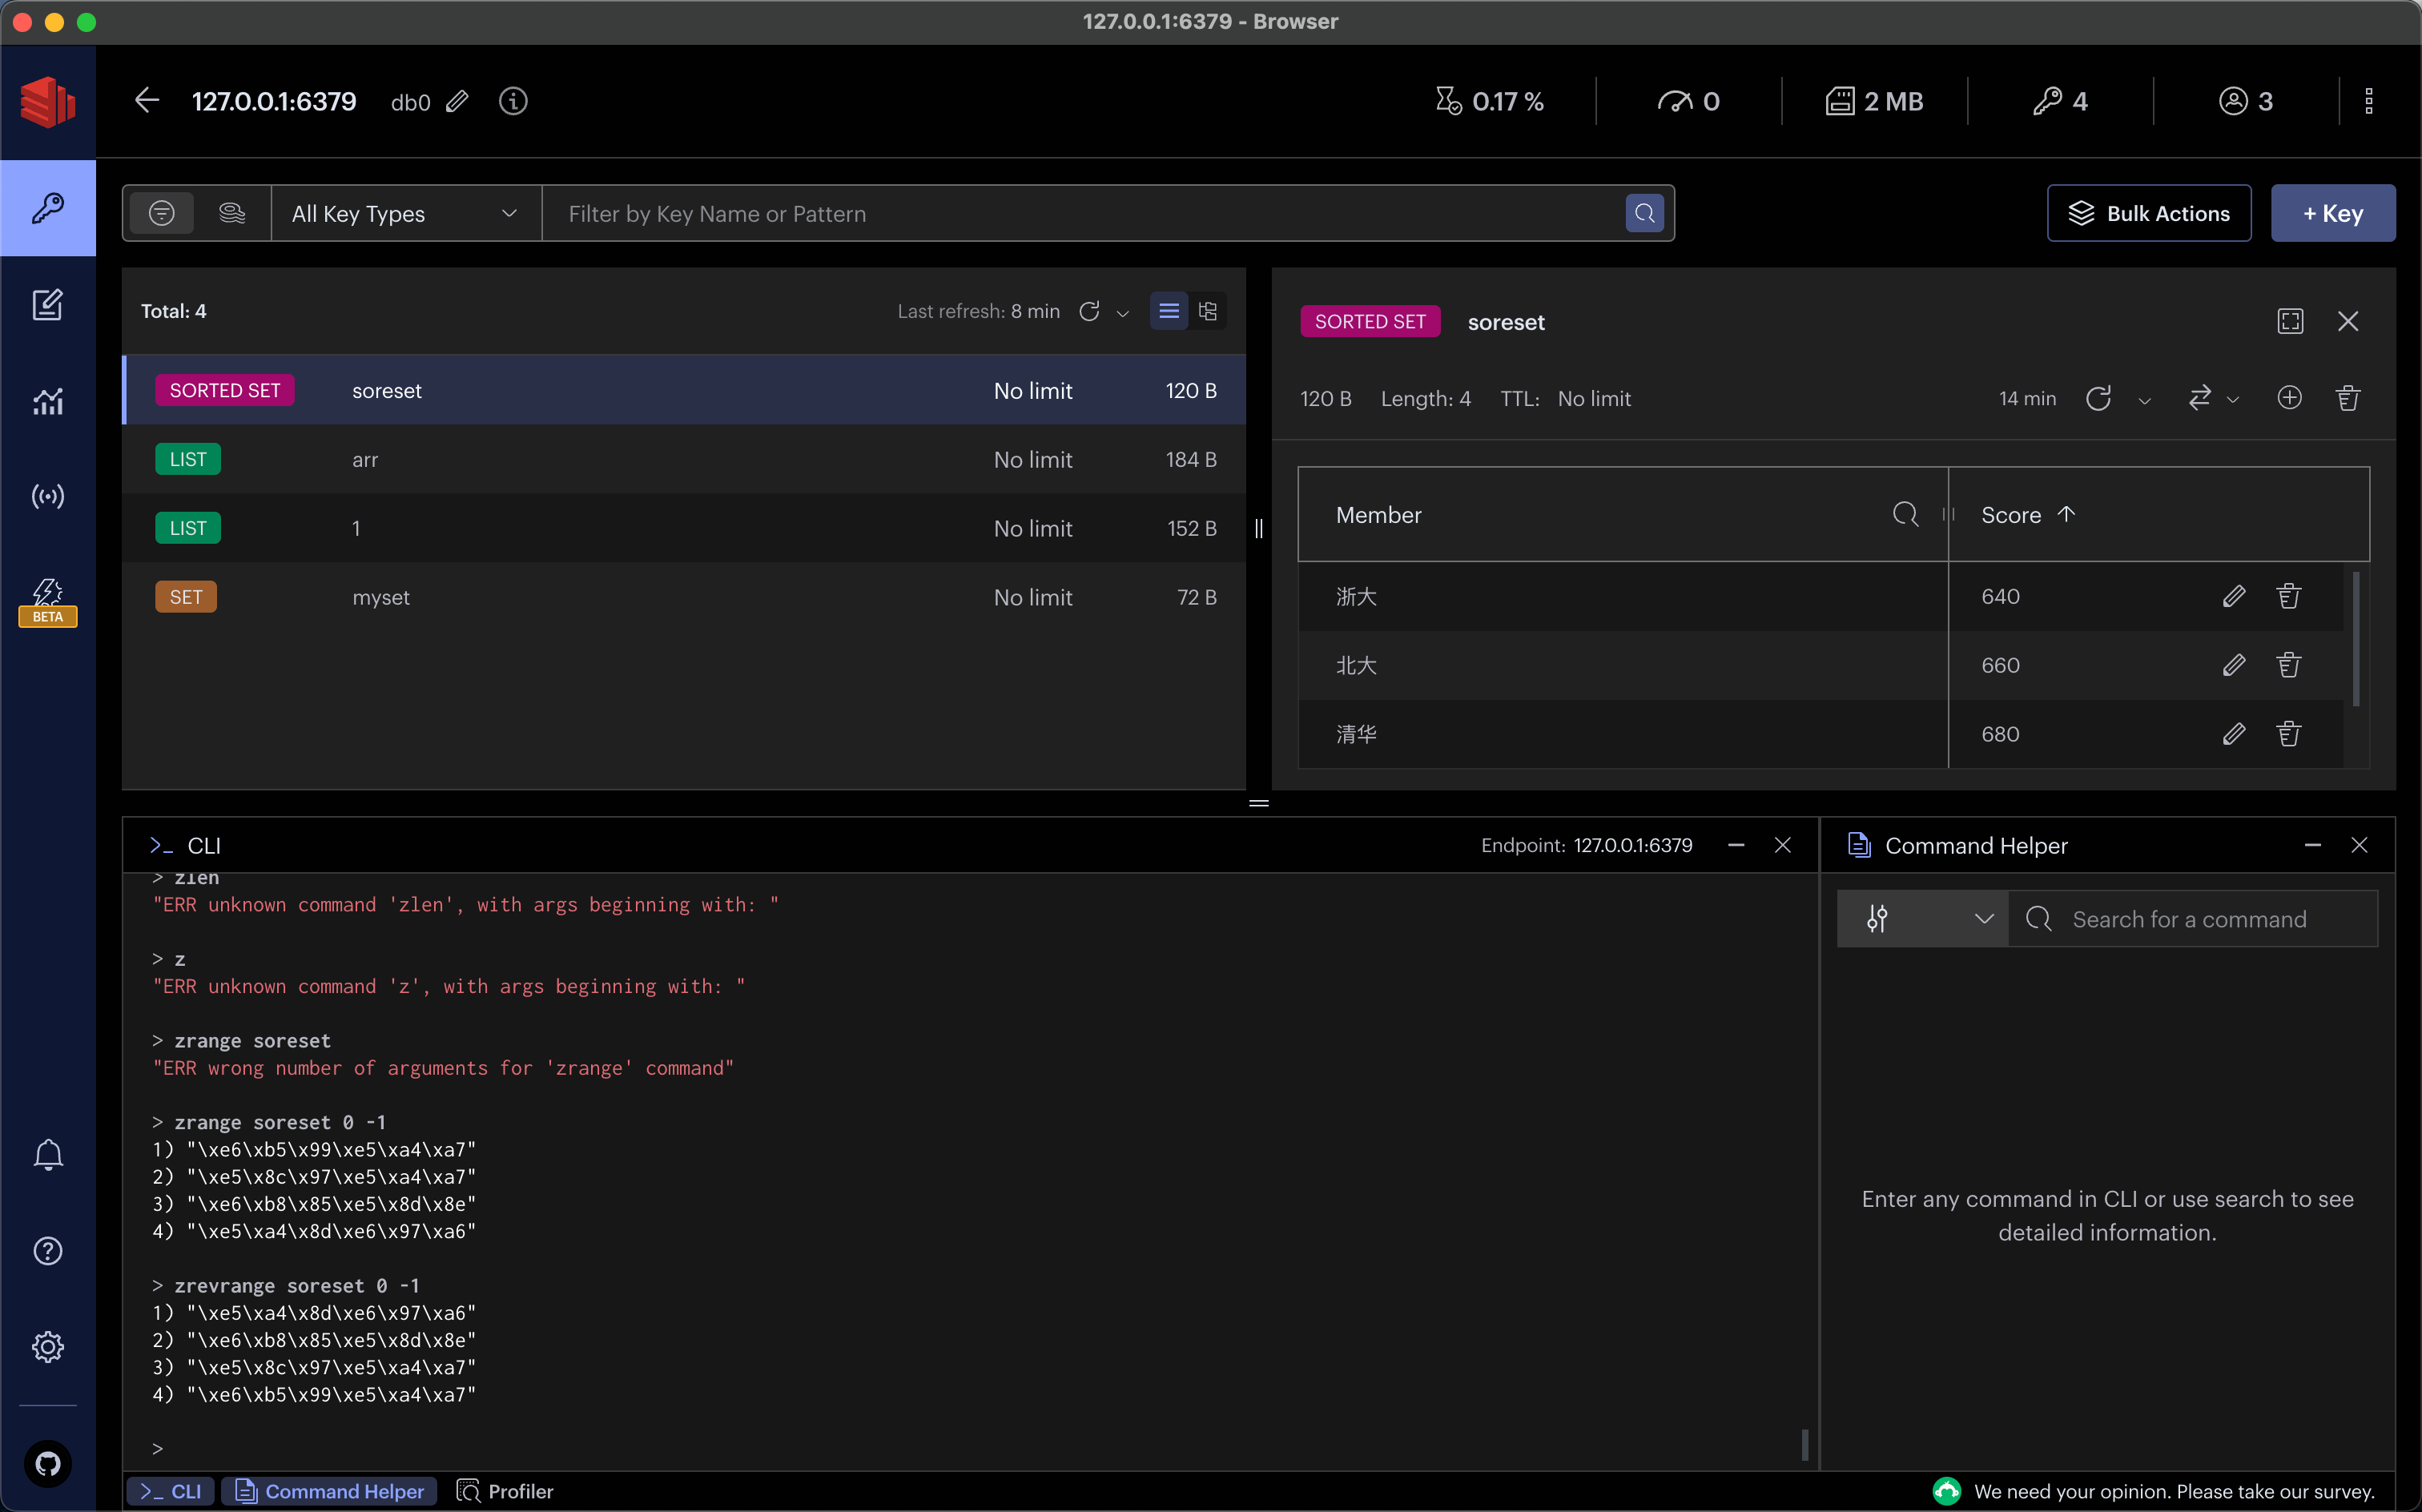 127.0.0.1:6379 - Browser
127.0.0.1:6379 db0 0.17 % 0 2 MB 4 3
All Key Types Filter by Key Name or Pattern Bulk Actions + Key
Total: 4 Last refresh: 8 min
SORTED SET soreset No limit 120 B
LIST arr No limit 184 B
LIST 1 No limit 152 B
SET myset No limit 72 B
BETA
SORTED SET soreset
120 B Length: 4 TTL: No limit 14 min
Member Score
浙大 640
北大 660
清华 680
>_ CLI Endpoint: 127.0.0.1:6379
> zlen
"ERR unknown command 'zlen', with args beginning with: "
> z
"ERR unknown command 'z', with args beginning with: "
> zrange soreset
"ERR wrong number of arguments for 'zrange' command"
> zrange soreset 0 -1
1) "\xe6\xb5\x99\xe5\xa4\xa7"
2) "\xe5\x8c\x97\xe5\xa4\xa7"
3) "\xe6\xb8\x85\xe5\x8d\x8e"
4) "\xe5\xa4\x8d\xe6\x97\xa6"
> zrevrange soreset 0 -1
1) "\xe5\xa4\x8d\xe6\x97\xa6"
2) "\xe6\xb8\x85\xe5\x8d\x8e"
3) "\xe5\x8c\x97\xe5\xa4\xa7"
4) "\xe6\xb5\x99\xe5\xa4\xa7"
>
Command Helper
Search for a command
Enter any command in CLI or use search to see
detailed information.
>_ CLI Command Helper Profiler We need your opinion. Please take our survey.